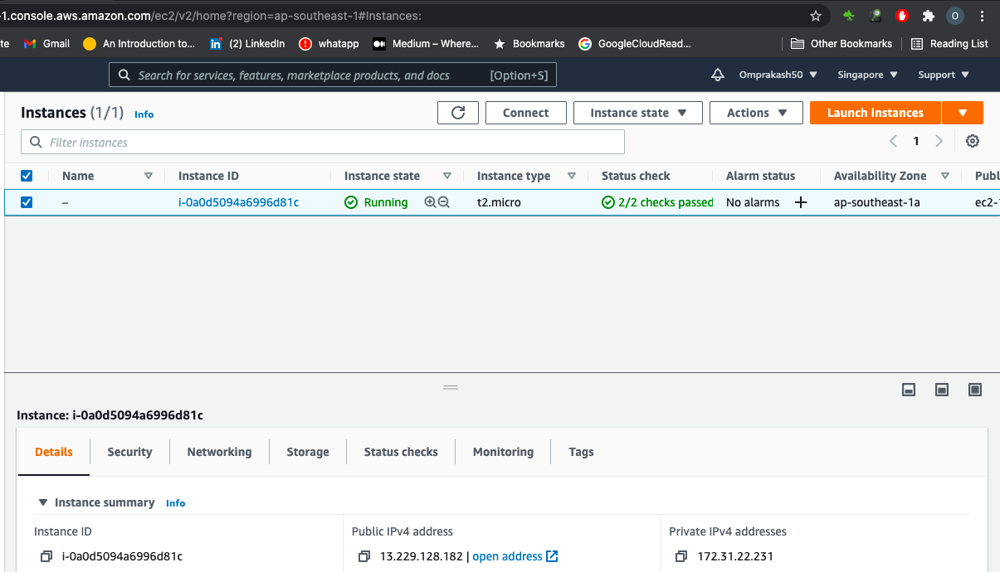 -1.console.aws.amazon.com/ec2/v2/home?region=ap-southeast-1#Instances:
O
te Gmail An Introduction to... (2) LinkedIn whatapp Medium – Where... Bookmarks GoogleCloudRead... Other Bookmarks Reading List
Search for services, features, marketplace products, and docs [Option+S] Omprakash50 Singapore Support
Instances (1/1) Info Connect Instance state Actions Launch instances
Filter instances 1
Name Instance ID Instance state Instance type Status check Alarm status Availability Zone Publ
– i-0a0d5094a6996d81c Running t2.micro 2/2 checks passed No alarms + ap-southeast-1a ec2-1
Instance: i-0a0d5094a6996d81c
Details Security Networking Storage Status checks Monitoring Tags
Instance summary Info
Instance ID Public IPv4 address Private IPv4 addresses
i-0a0d5094a6996d81c 13.229.128.182 | open address 172.31.22.231